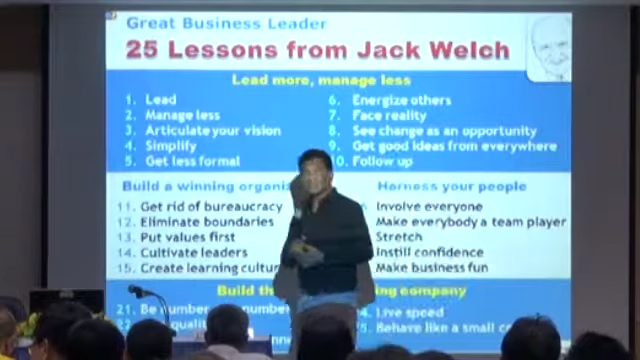 Great Business Leader
25 Lessons from Jack Welch
Lead more, manage less
1. Lead
2. Manage less
3. Articulate your vision
4. Simplify
5. Get less formal
6. Energize others
7. Face reality
8. See change as an opportunity
9. Get good ideas from everywhere
10. Follow up
Build a winning
11. Get rid of bureaucracy
12. Eliminate boundaries
13. Put values first
14. Cultivate leaders
15. Create learning
Harness your people
Involve everyone
Make everybody a team player
Stretch
Instill confidence
Make business fun
Build company
21. Be number
22.
Live speed
Behave like a small